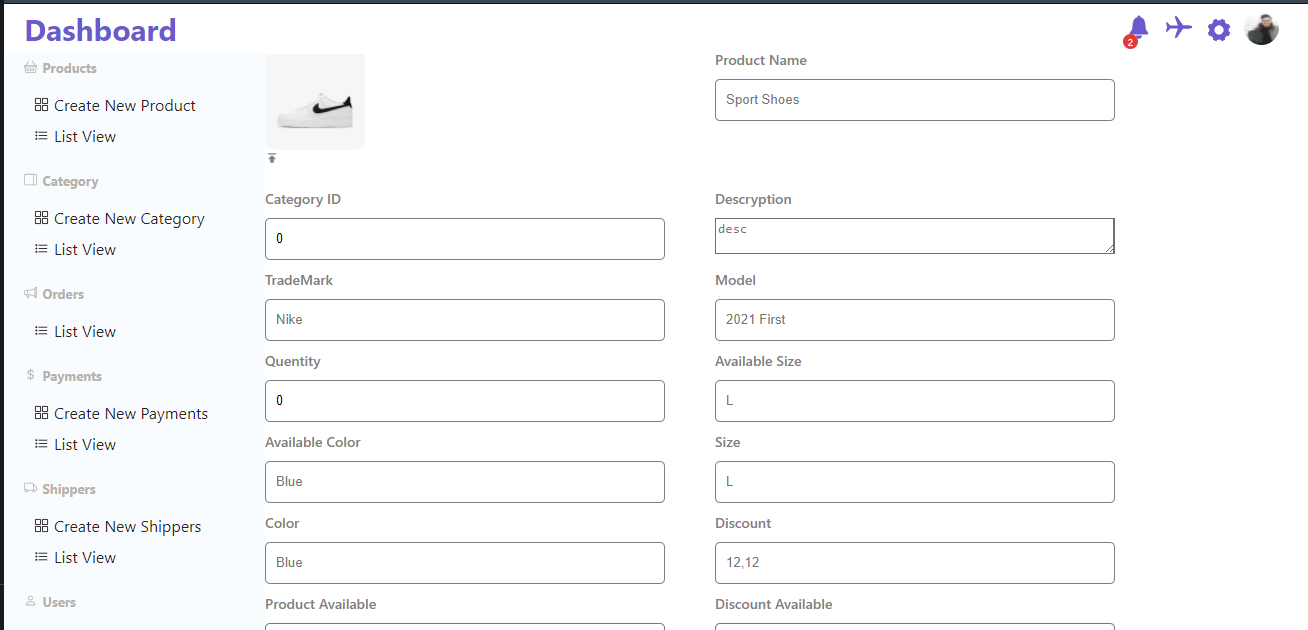 Dashboard
2
Products
Create New Product
List View
Category
Create New Category
List View
Orders
List View
$ Payments
Create New Payments
List View
Shippers
Create New Shippers
List View
Users
Product Name
Sport Shoes
Category ID
0
Descryption
desc
TradeMark
Nike
Model
2021 First
Quentity
0
Available Size
L
Available Color
Blue
Size
L
Color
Blue
Discount
12,12
Product Available
Discount Available